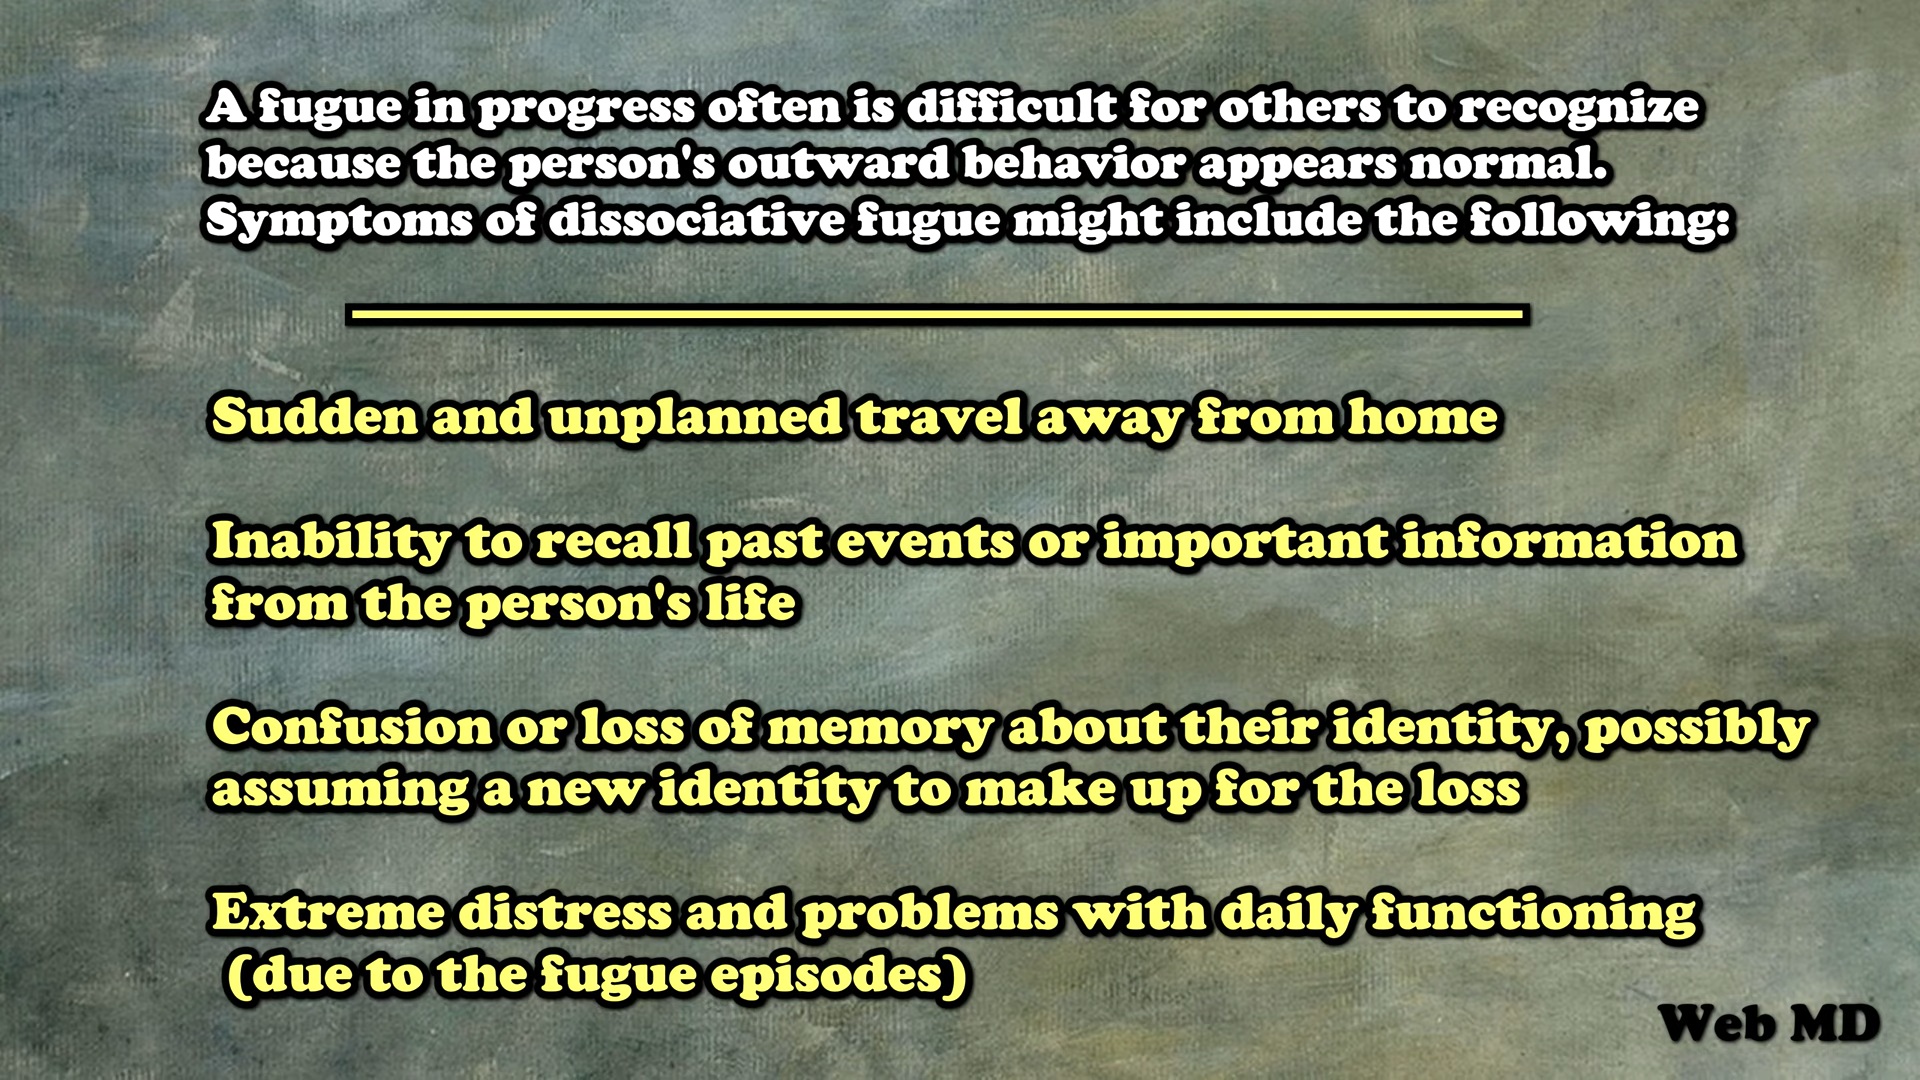 A fugue in progress often is difficult for others to recognize
because the person's outward behavior appears normal.
Symptoms of dissociative fugue might include the following:
Sudden and unplanned travel away from home
Inability to recall past events or important information
from the person's life
Confusion or loss of memory about their identity, possibly
assuming a new identity to make up for the loss
Extreme distress and problems with daily functioning
(due to the fugue episodes)
Web MD